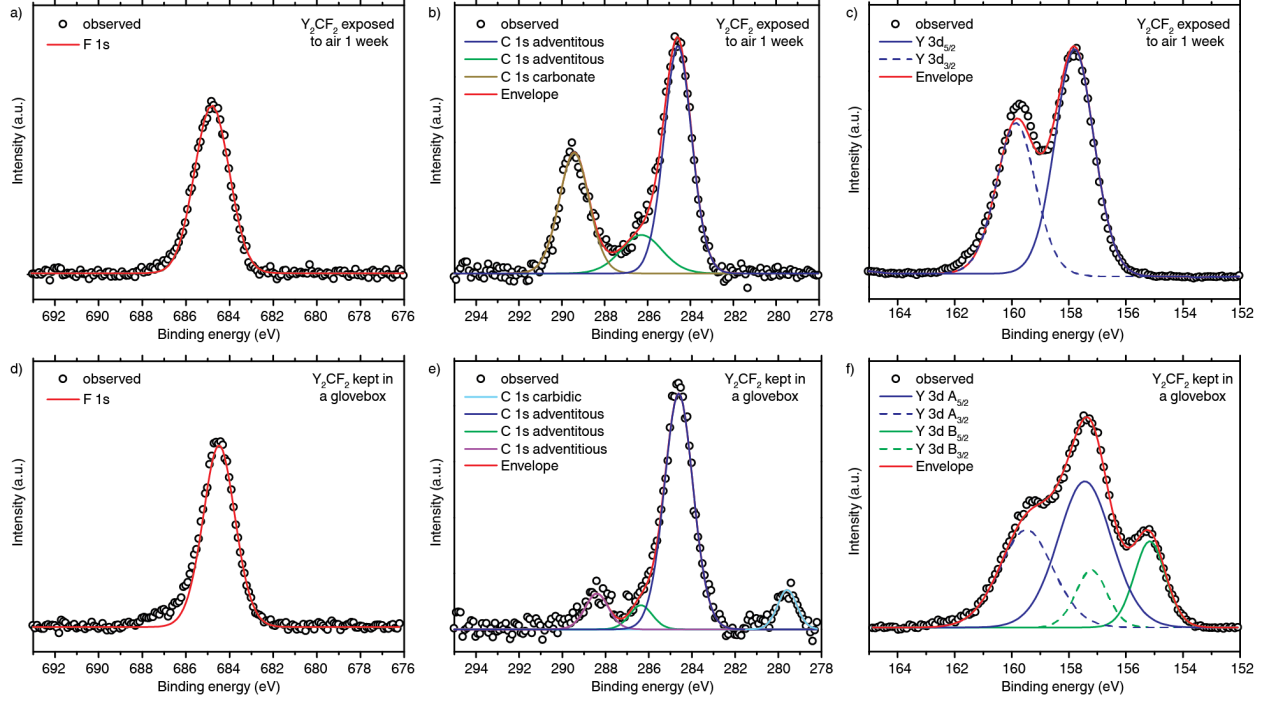 a)
observed
F 1s
Y₂CF₂ exposed
to air 1 week
Intensity (a.u.)
692 690 688 686 684 682 680 678 676
Binding energy (eV)
b)
observed
C 1s adventitous
C 1s adventitous
C 1s carbonate
Envelope
Y₂CF₂ exposed
to air 1 week
Intensity (a.u.)
294 292 290 288 286 284 282 280 278
Binding energy (eV)
c)
observed
Y 3d₅/₂
Y 3d₃/₂
Envelope
Y₂CF₂ exposed
to air 1 week
Intensity (a.u.)
164 162 160 158 156 154 152
Binding energy (eV)
d)
observed
F 1s
Y₂CF₂ kept in
a glovebox
Intensity (a.u.)
692 690 688 686 684 682 680 678 676
Binding energy (eV)
e)
observed
C 1s carbidic
C 1s adventitous
C 1s adventitous
C 1s adventitious
Envelope
Y₂CF₂ kept in
a glovebox
Intensity (a.u.)
294 292 290 288 286 284 282 280 278
Binding energy (eV)
f)
observed
Y 3d A₅/₂
Y 3d A₃/₂
Y 3d B₅/₂
Y 3d B₃/₂
Envelope
Y₂CF₂ kept in
a glovebox
Intensity (a.u.)
164 162 160 158 156 154 152
Binding energy (eV)